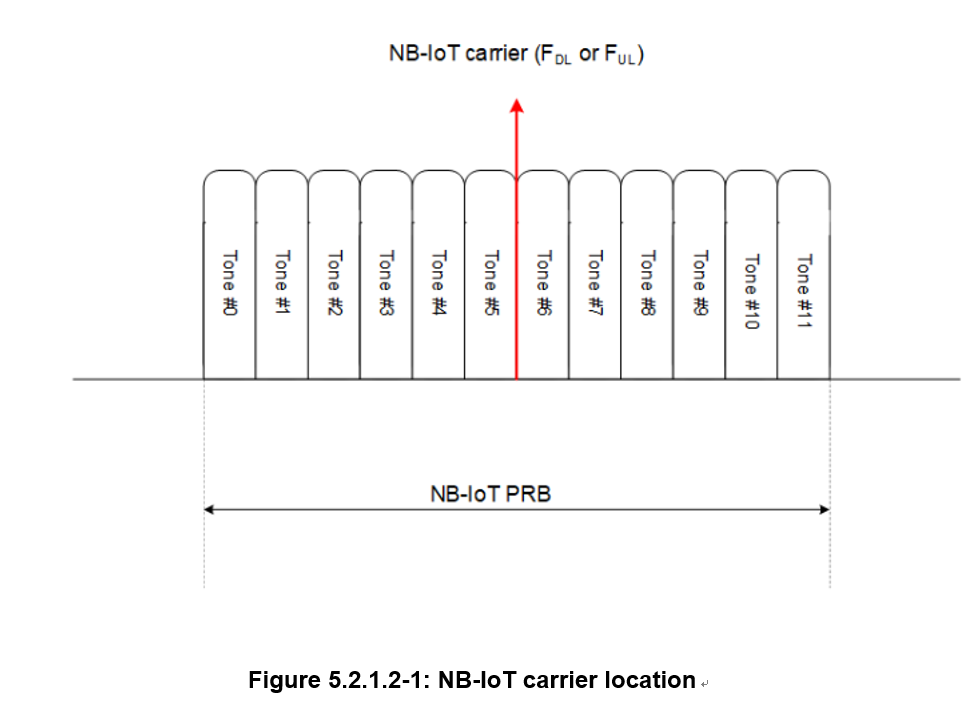 NB-IoT carrier (FDL or FUL)
Tone #0
Tone #1
Tone #2
Tone #3
Tone #4
Tone #5
Tone #6
Tone #7
Tone #8
Tone #9
Tone #10
Tone #11
NB-IoT PRB
Figure 5.2.1.2-1: NB-IoT carrier location